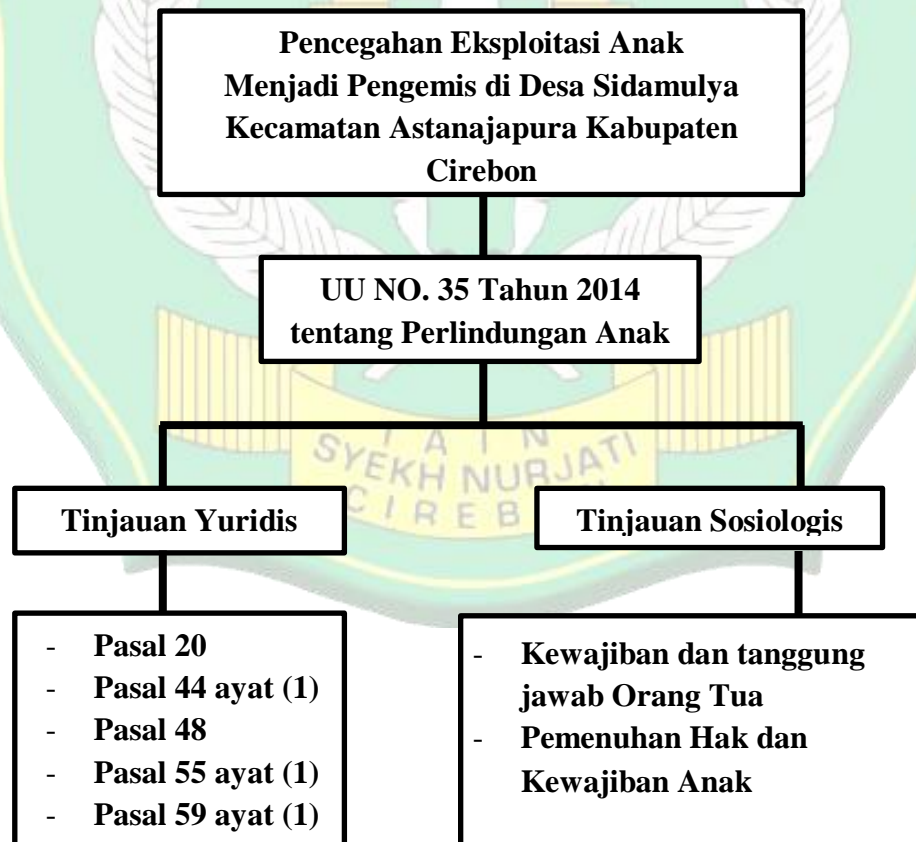 Pencegahan Eksploitasi Anak
Menjadi Pengemis di Desa Sidamulya
Kecamatan Astanajapura Kabupaten
Cirebon
UU NO. 35 Tahun 2014
tentang Perlindungan Anak
I A I N
SYEKH NURJATI
Tinjauan Yuridis
Tinjauan Sosiologis
- Pasal 20
- Pasal 44 ayat (1)
- Pasal 48
- Pasal 55 ayat (1)
- Pasal 59 ayat (1)
- Kewajiban dan tanggung
jawab Orang Tua
- Pemenuhan Hak dan
Kewajiban Anak